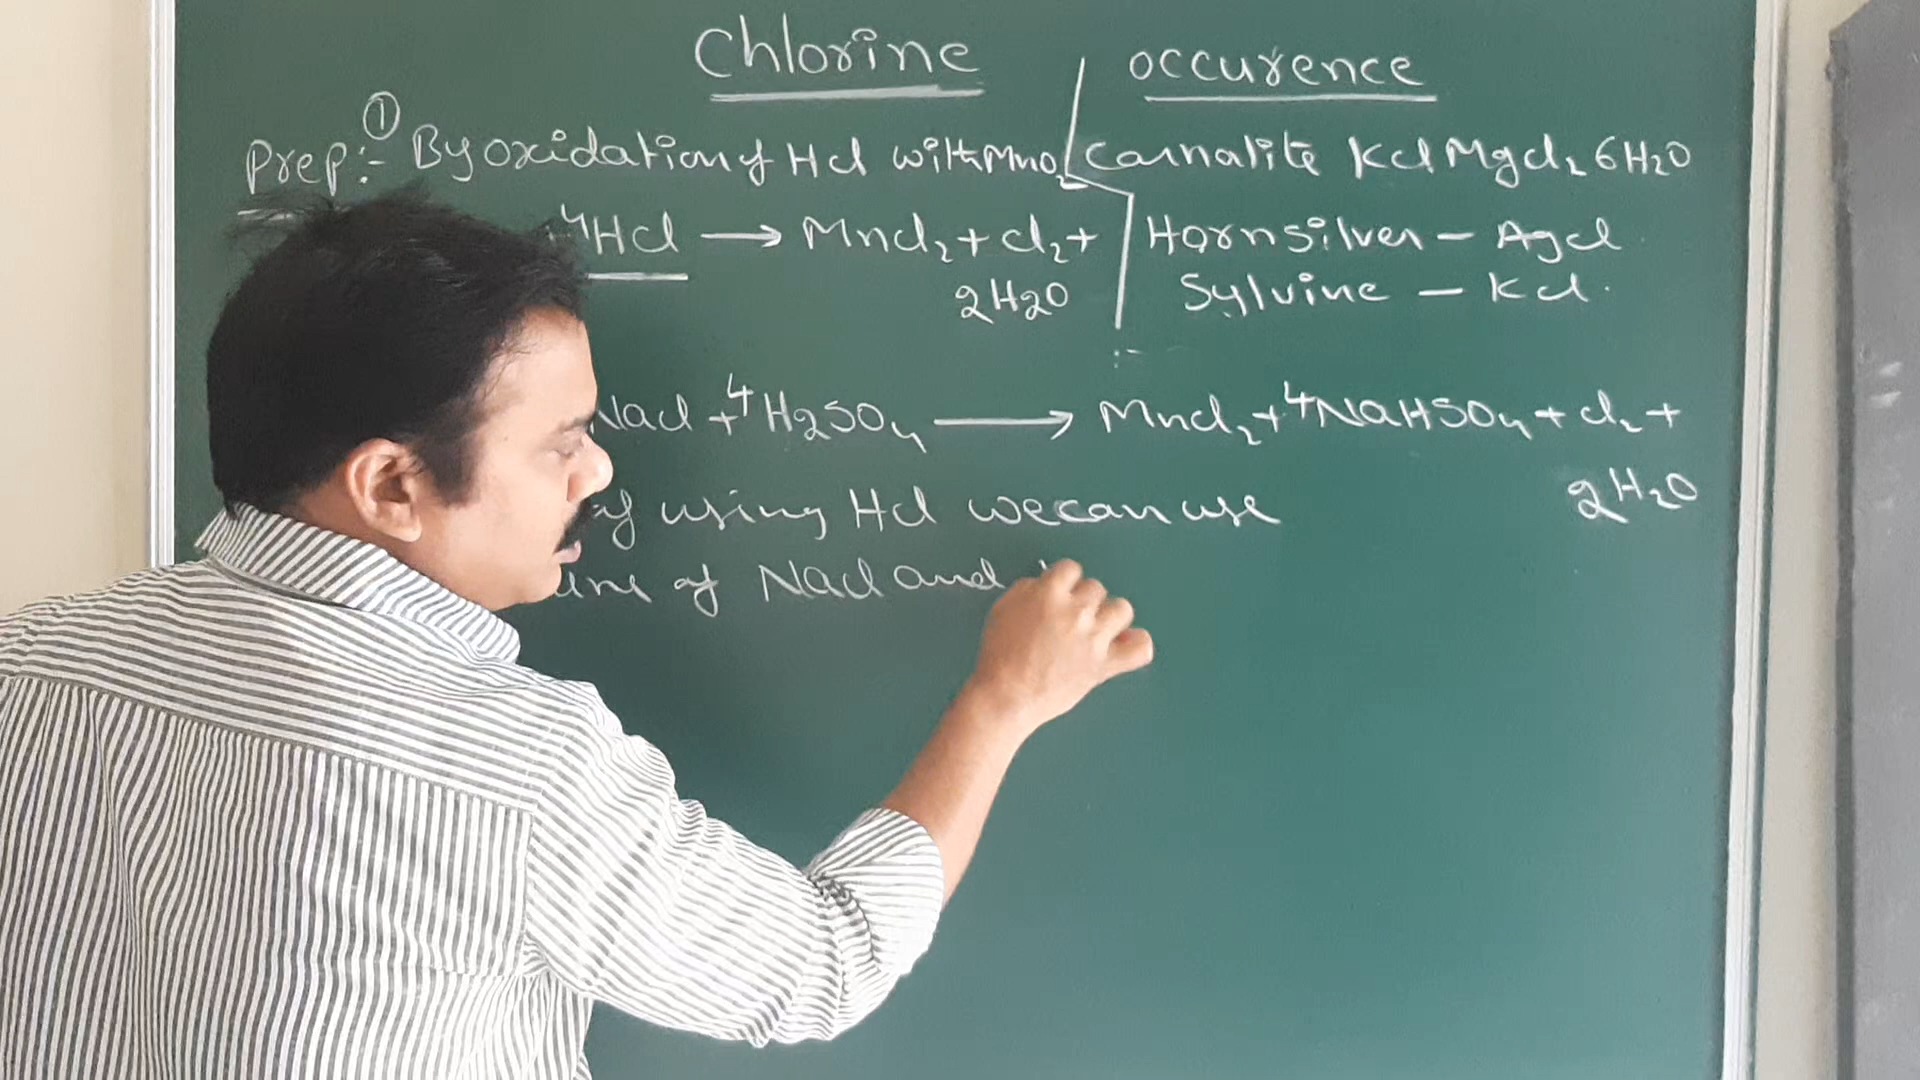 Chlorine
occurence
①
Prep:- By oxidation of Hcl with MnO2
Carnalite Kcl Mgcl2 6H2O
+4Hcl → Mncl2 + cl2 +
2H2O
Hornsilver - Agcl
Sylvine - Kcl.
Nacl + 4H2SO4 → Mncl2 + 4NaHSO4 + cl2 +
2H2O
of using Hcl we can use
of Nacl and